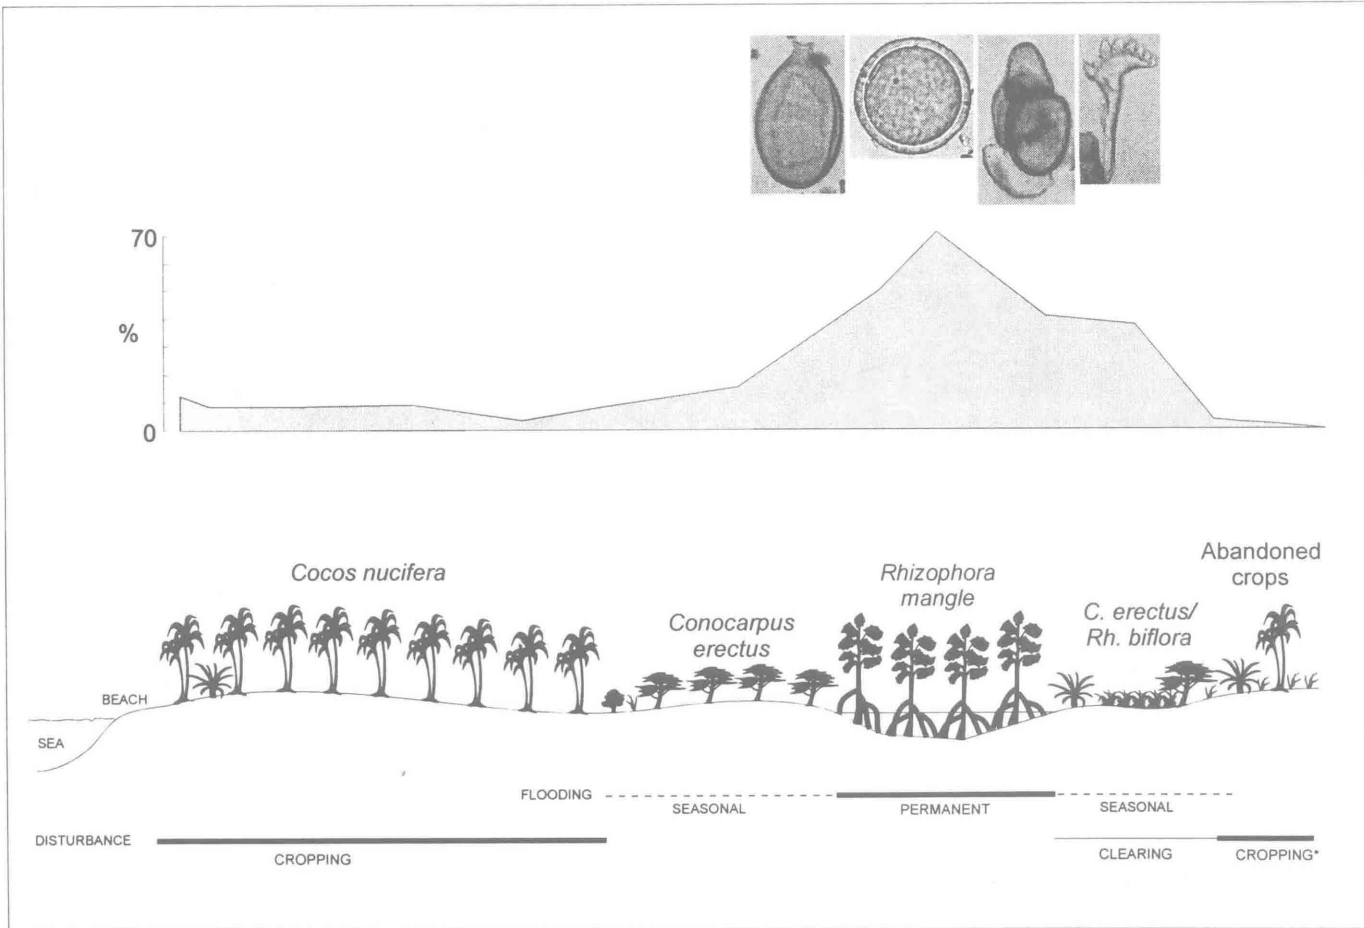 70
%
0
Cocos nucifera
Conocarpus
erectus
Rhizophora
mangle
C. erectus/
Rh. biflora
Abandoned
crops
BEACH
SEA
FLOODING
SEASONAL
PERMANENT
SEASONAL
DISTURBANCE
CROPPING
CLEARING
CROPPING*